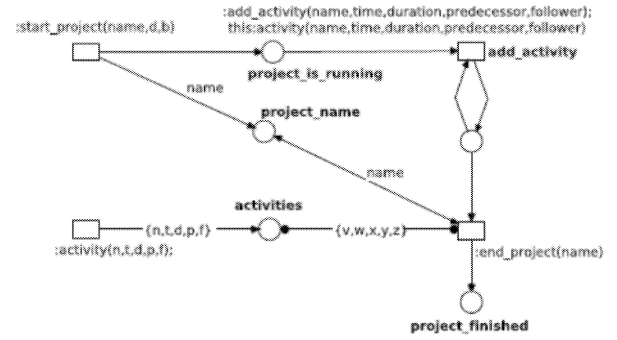 :add_activity(name,time,duration,predecessor,follower);
:start_project(name,d,b)
this:activity(name,time,duration,predecessor,follower)
add_activity
project_is_running
name
project_name
name
activities
{n,t,d,p,f}
{v,w,x,y,z}
:activity(n,t,d,p,f);
:end_project(name)
project_finished